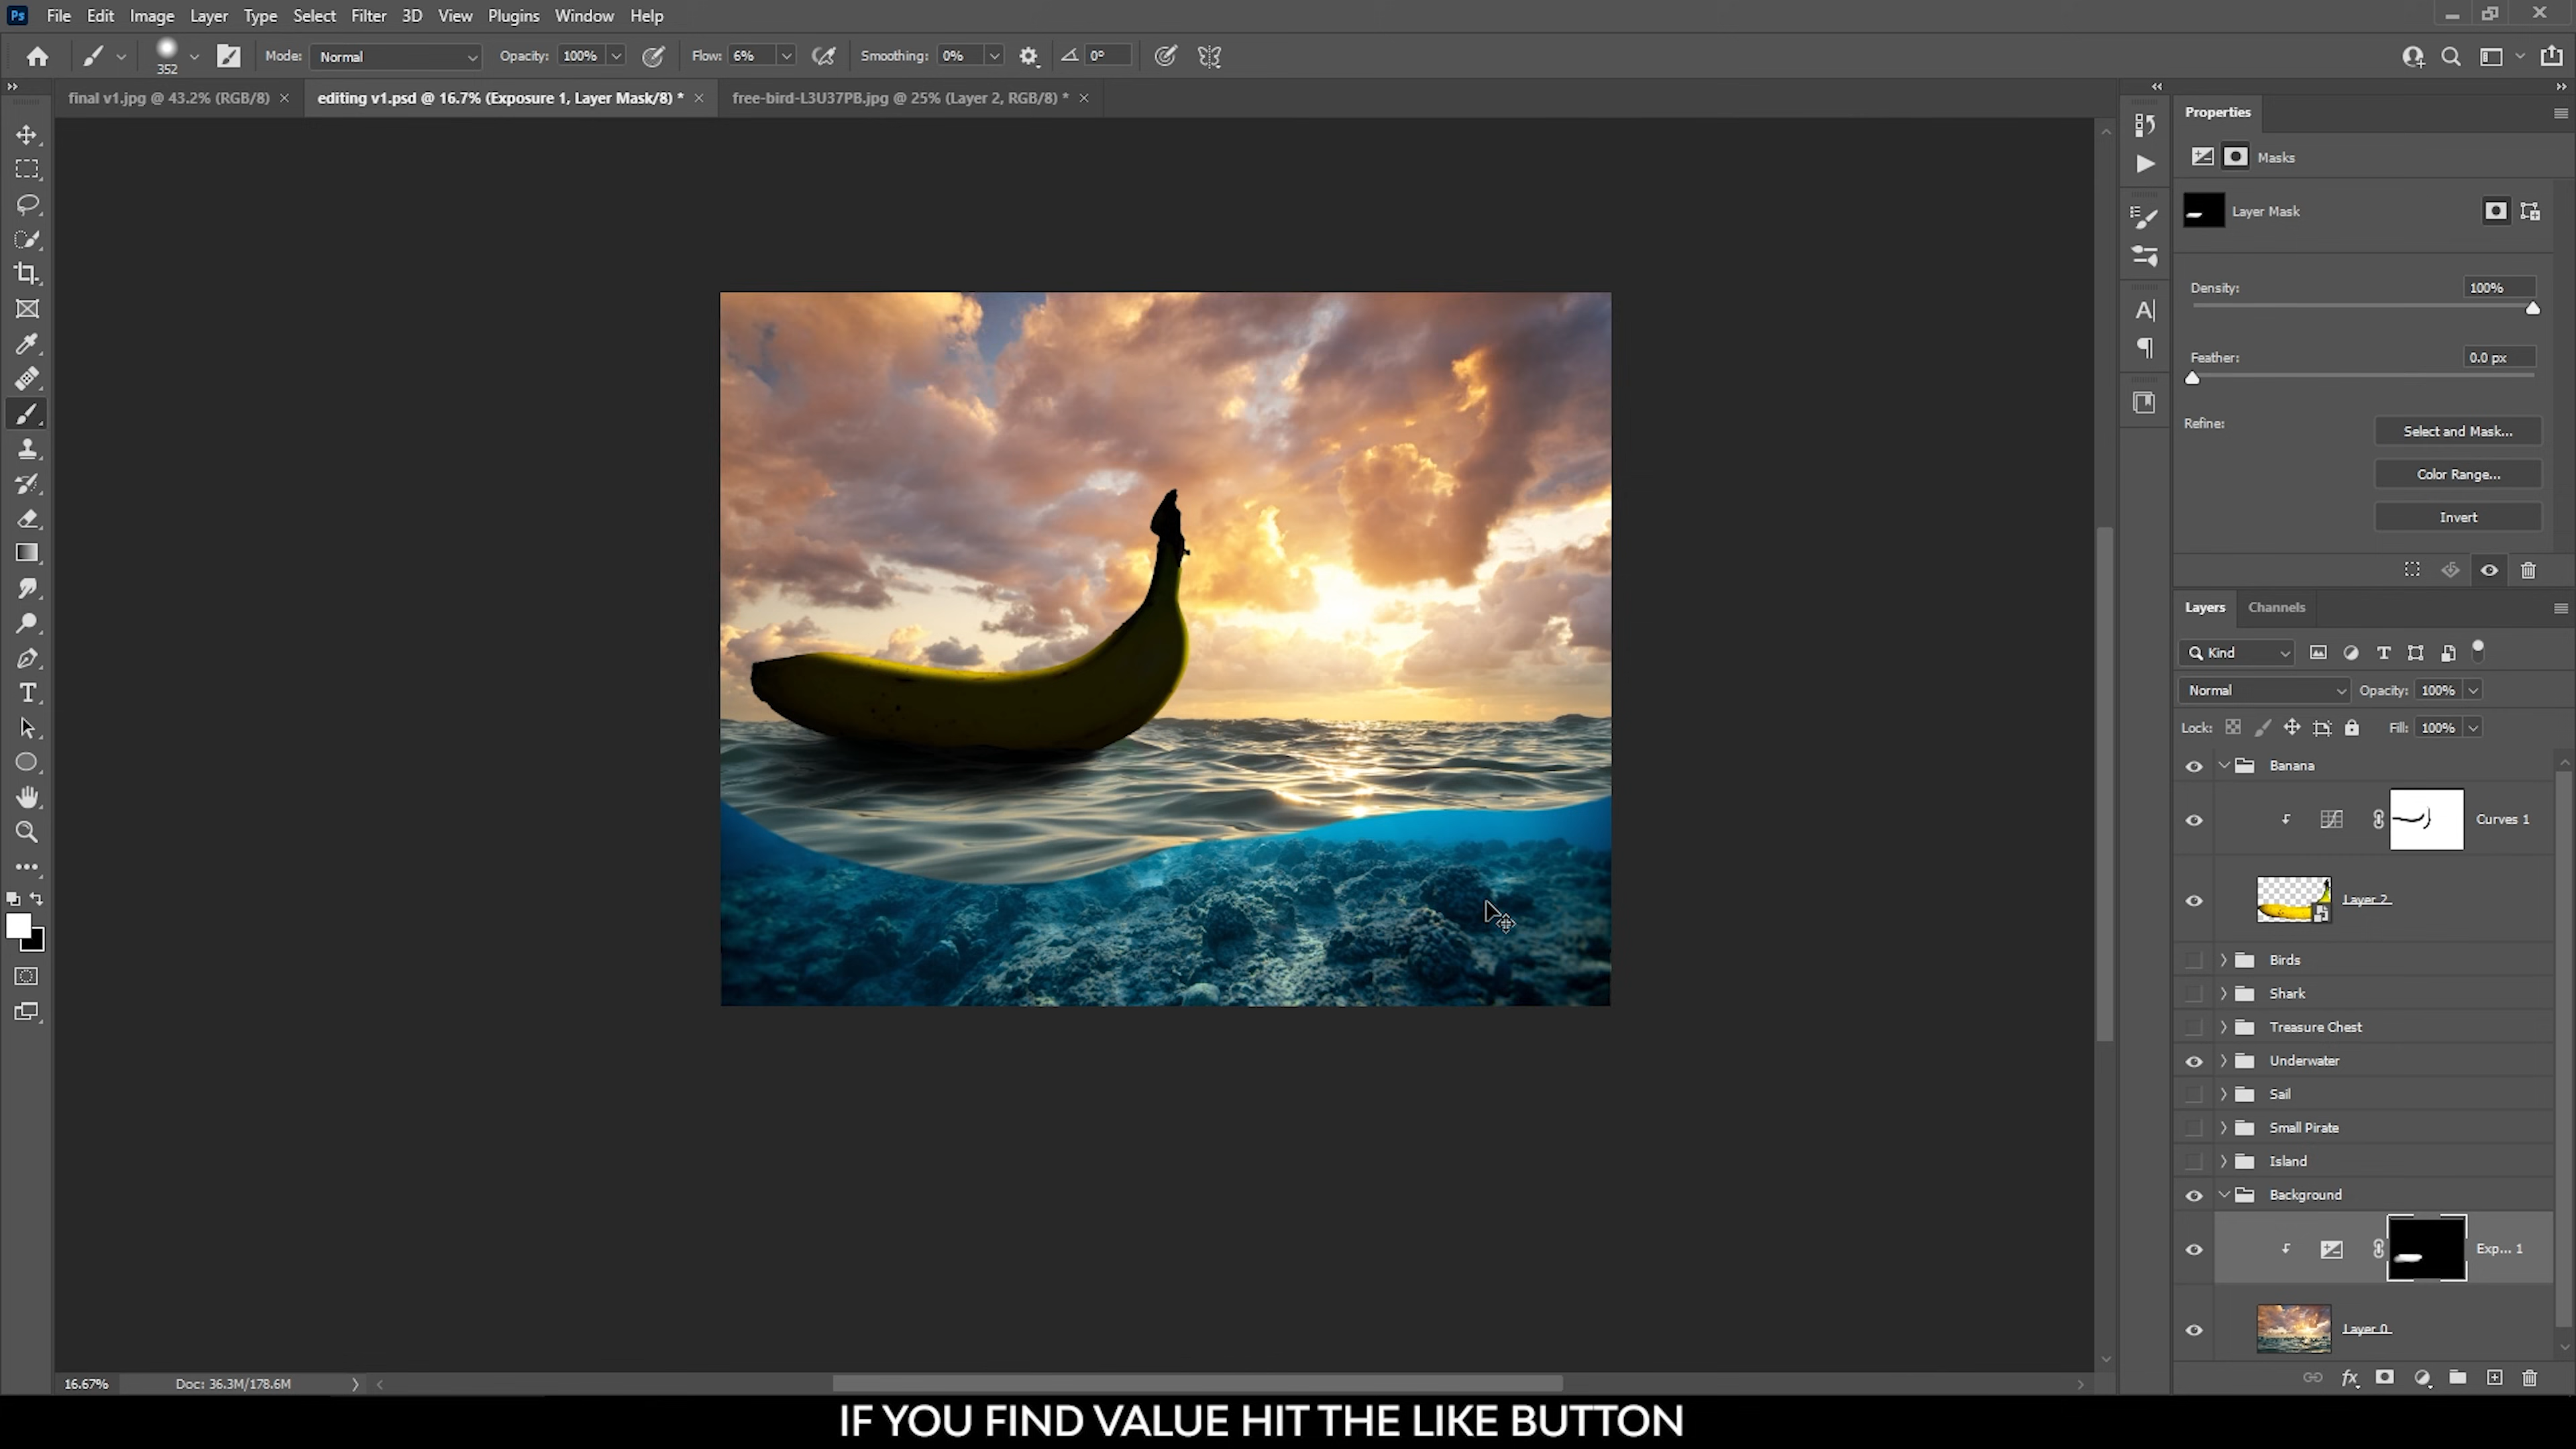 Ps File Edit Image Layer Type Select Filter 3D View Plugins Window Help
352 Mode: Normal Opacity: 100% Flow: 6% Smoothing: 0% 0°
final v1.jpg @ 43.2% (RGB/8) editing v1.psd @ 16.7% (Exposure 1, Layer Mask/8) * free-bird-L3U37PB.jpg @ 25% (Layer 2, RGB/8) *
Properties
Masks
Layer Mask
Density: 100%
Feather: 0.0 px
Refine: Select and Mask...
Color Range...
Invert
Layers Channels
Kind
Normal Opacity: 100%
Lock: Fill: 100%
Banana
Curves 1
Layer 2
Birds
Shark
Treasure Chest
Underwater
Sail
Small Pirate
Island
Background
Exp... 1
Layer 0
16.67% Doc: 36.3M/178.6M
IF YOU FIND VALUE HIT THE LIKE BUTTON